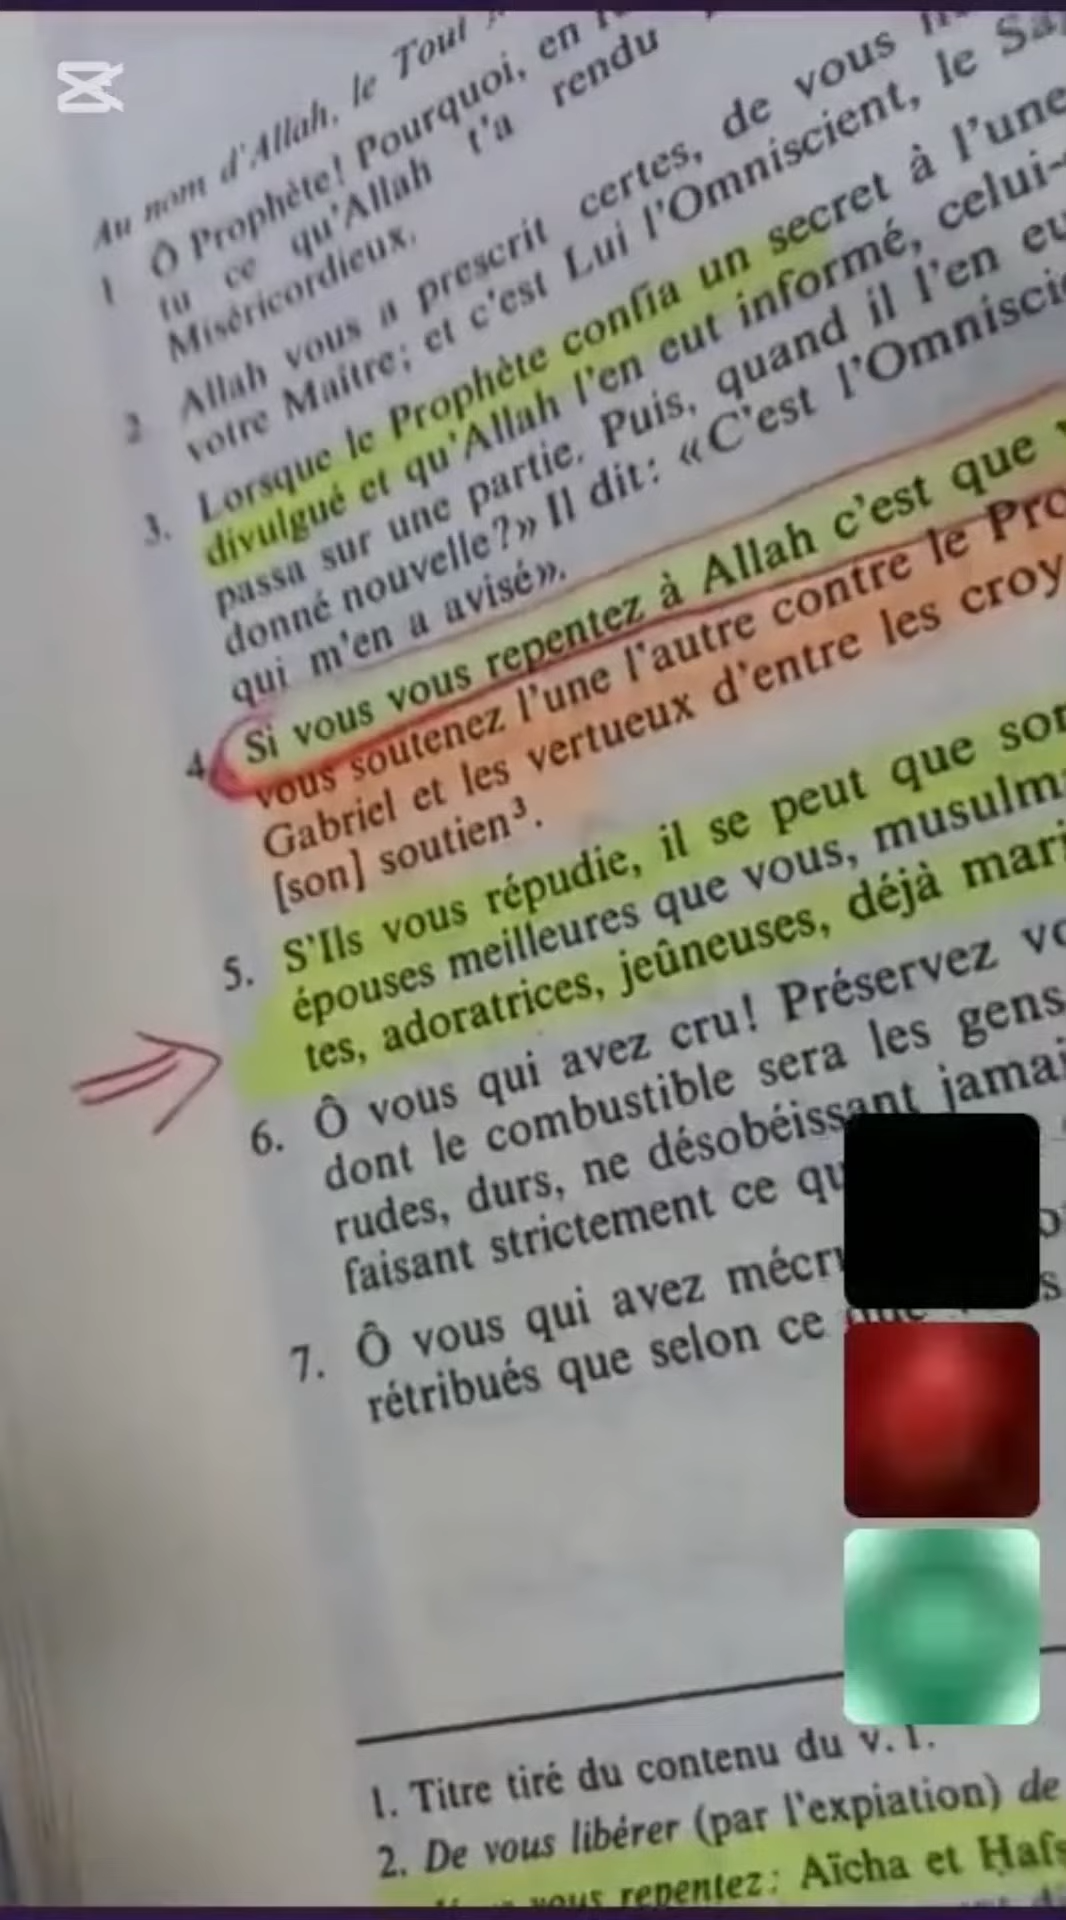 Au nom d'Allah, le Tout
1 Ô Prophète! Pourquoi, en
tu ce qu'Allah t'a rendu
Miséricordieux.
2 Allah vous a prescrit certes, de vous
votre Maître; et c'est Lui l'Omniscient, le
3. Lorsque le Prophète confia un secret à l'une
divulgué et qu'Allah l'en eut informé, celui-
passa sur une partie. Puis, quand il l'en
donné nouvelle?» Il dit: «C'est l'Omnisci
qui m'en a avisé».
4 Si vous vous repentez à Allah c'est que
vous soutenez l'une l'autre contre le Pro
Gabriel et les vertueux d'entre les croy
[son] soutien³.
5. S'Ils vous répudie, il se peut que
épouses meilleures que vous, musulm
tes, adoratrices, jeûneuses, déjà mari
6. Ô vous qui avez cru! Préservez
dont le combustible sera les gens
rudes, durs, ne désobéissant jamai
faisant strictement ce qu
7. Ô vous qui avez mécr
rétribués que selon ce que
1. Titre tiré du contenu du v.1.
2. De vous libérer (par l'expiation) de
vous repentez: Aïcha et Hafs